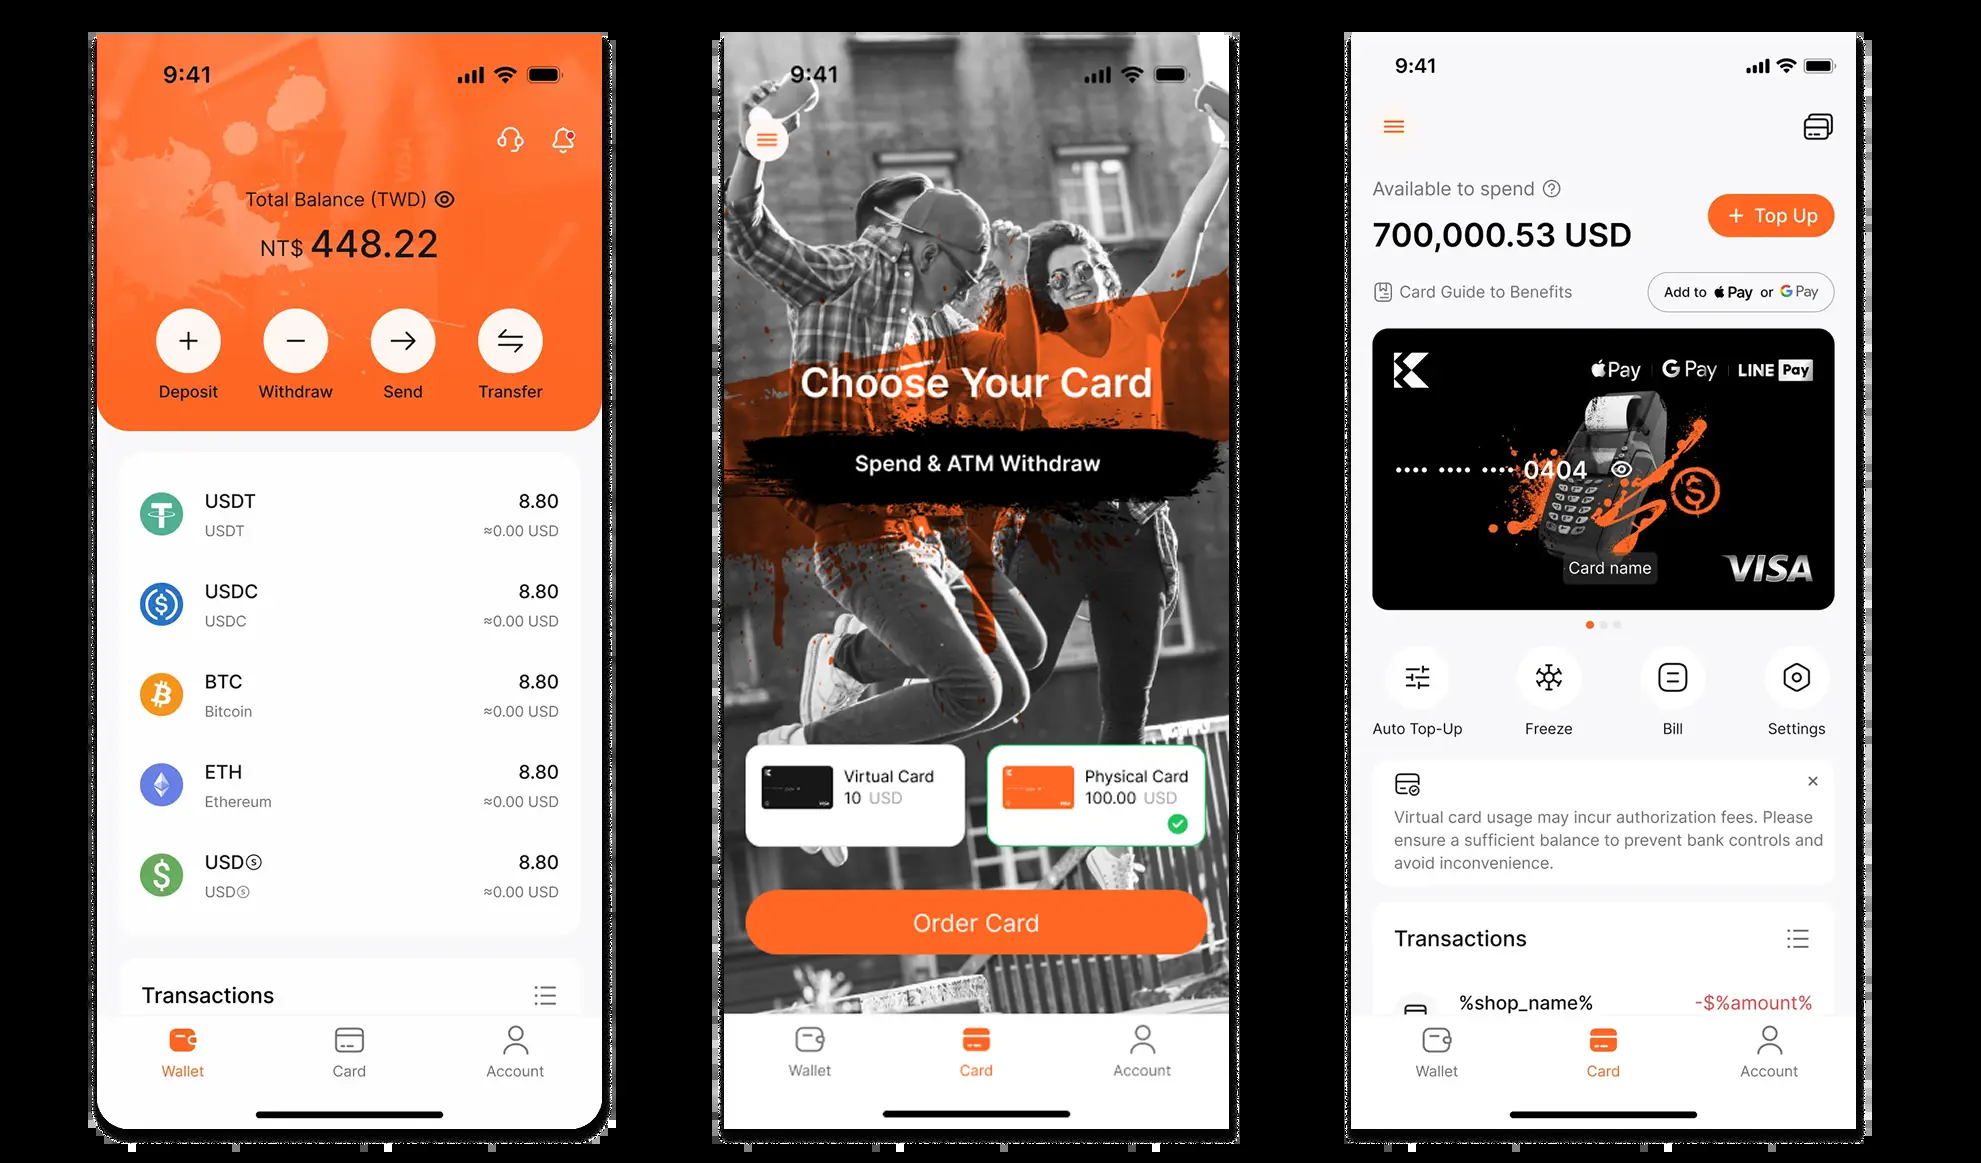 9:41
Total Balance (TWD)
NT$ 448.22
Deposit
Withdraw
Send
Transfer
USDT
8.80
USDT
≈0.00 USD
USDC
8.80
USDC
≈0.00 USD
BTC
8.80
Bitcoin
≈0.00 USD
ETH
8.80
Ethereum
≈0.00 USD
USDⓢ
8.80
USDⓢ
≈0.00 USD
Transactions
Wallet
Card
Account
9:41
Choose Your Card
Spend & ATM Withdraw
Virtual Card
10 USD
VISA
Physical Card
100.00 USD
VISA
Order Card
Wallet
Card
Account
9:41
Available to spend
700,000.53 USD
+ Top Up
Card Guide to Benefits
Add to Pay or G Pay
Pay
G Pay
LINE Pay
•••• •••• •••• 0404
Card name
VISA
Auto Top-Up
Freeze
Bill
Settings
Virtual card usage may incur authorization fees. Please
ensure a sufficient balance to prevent bank controls and
avoid inconvenience.
Transactions
%shop_name%
-$%amount%
Wallet
Card
Account